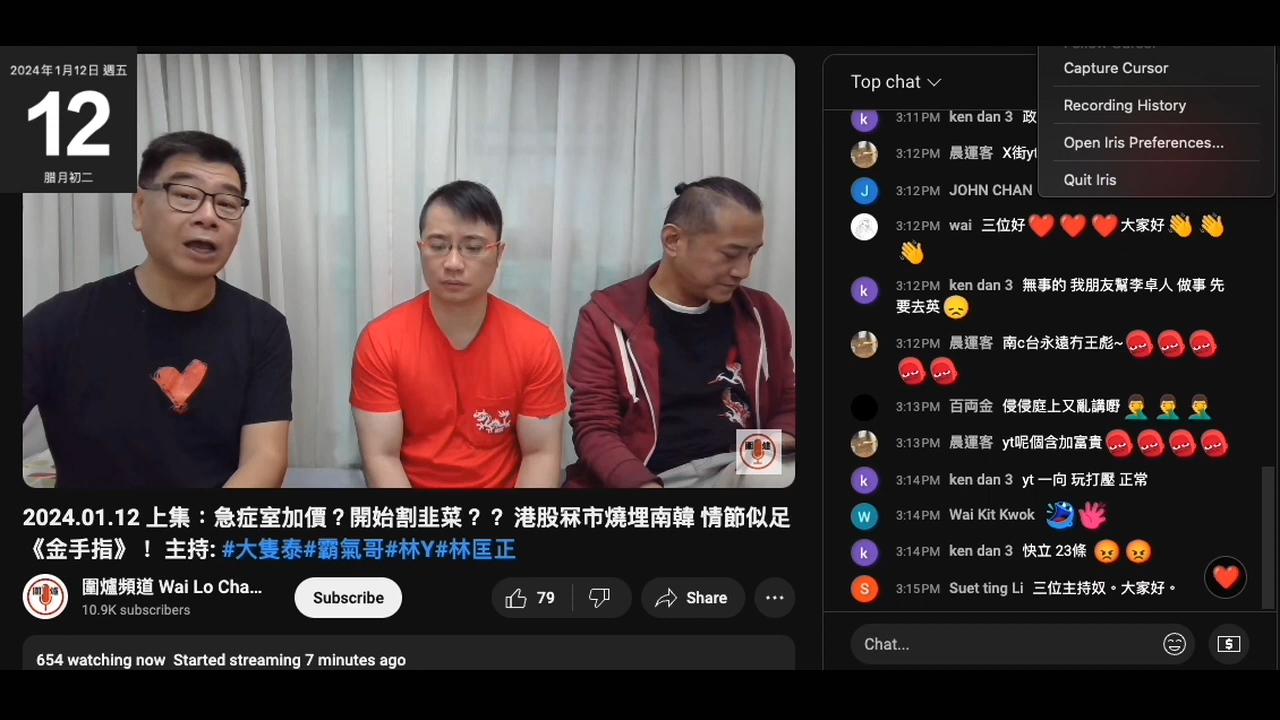 2024年1月12日 週五
12
腊月初二
圍爐
2024.01.12 上集：急症室加價？開始割韭菜？？ 港股冧市燒埋南韓 情節似足
《金手指》！ 主持: #大隻泰#霸氣哥#林Y#林匡正
圍爐頻道 Wai Lo Cha...
10.9K subscribers
Subscribe
79
Share
654 watching now Started streaming 7 minutes ago
Top chat
3:11 PM ken dan 3 政
3:12 PM 晨運客 X街yt
3:12 PM JOHN CHAN
3:12 PM wai 三位好❤️❤️❤️大家好👋👋
👋
3:12 PM ken dan 3 無事的 我朋友幫李卓人 做事 先
要去英😞
3:12 PM 晨運客 南c台永遠冇王彪~
3:13 PM 百両金 侵侵庭上又亂講嘢🤦‍♂️🤦‍♂️🤦‍♂️
3:13 PM 晨運客 yt呢個含加富貴
3:14 PM ken dan 3 yt 一向 玩打壓 正常
3:14 PM Wai Kit Kwok
3:14 PM ken dan 3 快立 23條 😡😡
3:15 PM Suet ting Li 三位主持奴。大家好。
Chat...
Capture Cursor
Recording History
Open Iris Preferences...
Quit Iris